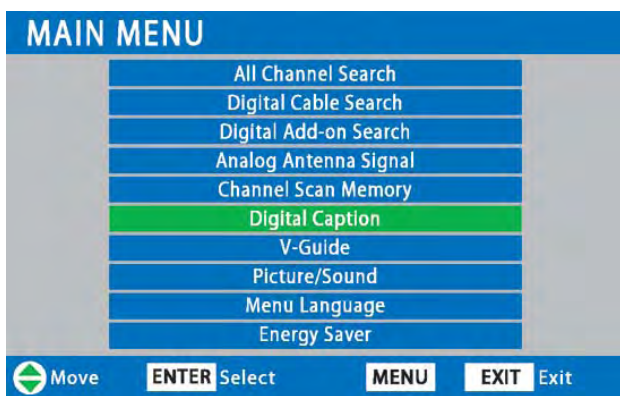 MAIN MENU
All Channel Search
Digital Cable Search
Digital Add-on Search
Analog Antenna Signal
Channel Scan Memory
Digital Caption
V-Guide
Picture/Sound
Menu Language
Energy Saver
Move ENTER Select MENU EXIT Exit